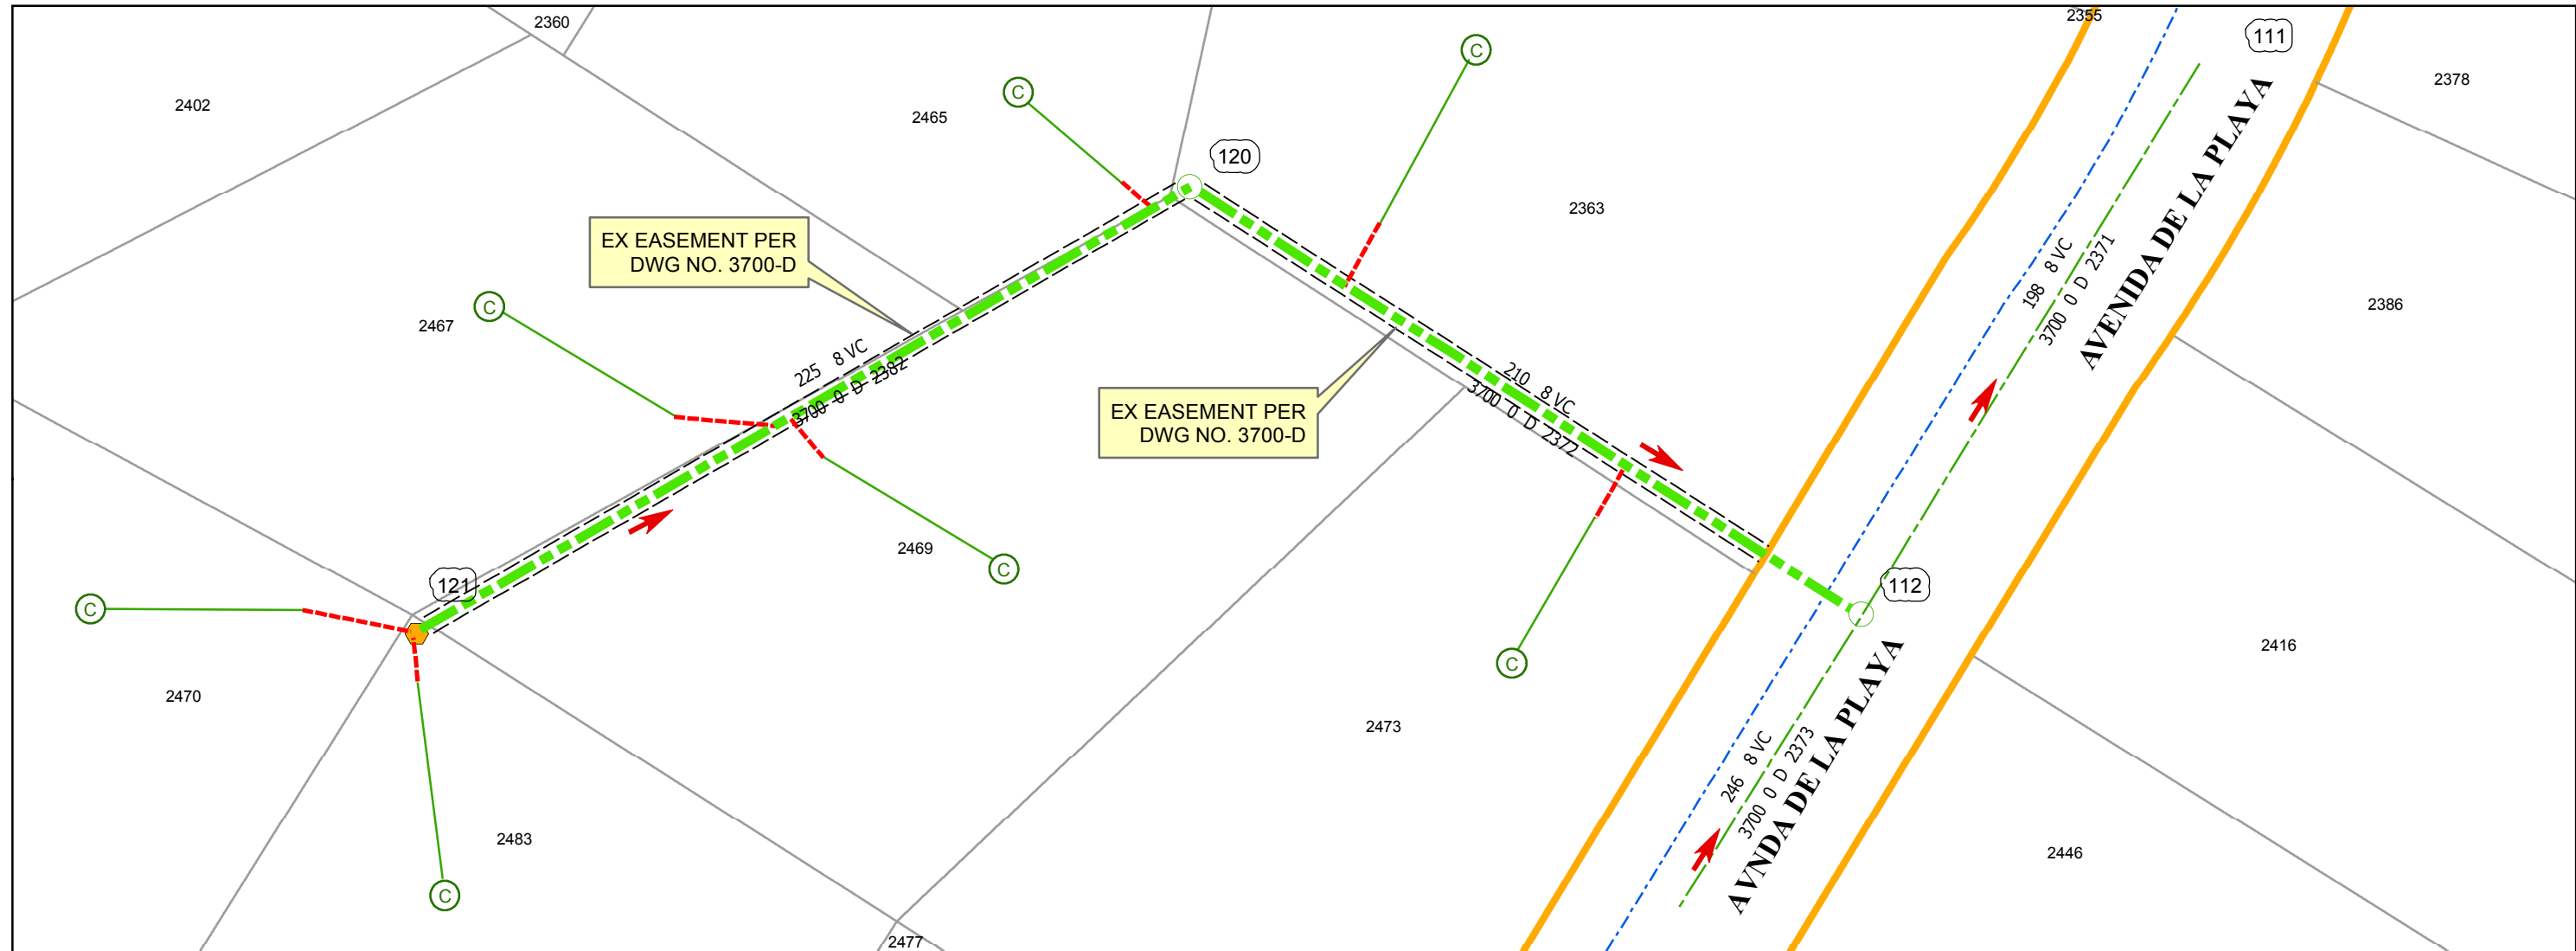 2360
2355
111
C
2378
C
2402
2465
120
2363
EX EASEMENT PER
DWG NO. 3700-D
198 8 VC
3700 0 D 2371
AVENIDA DE LA PLAYA
2386
C
2467
225 8 VC
3700 0 D 2382
210 8 VC
3700 0 D 2372
EX EASEMENT PER
DWG NO. 3700-D
2469
C
121
112
C
2416
C
2470
2473
246 8 VC
3700 0 D 2373
AVNDA DE LA PLAYA
2483
2446
C
2477